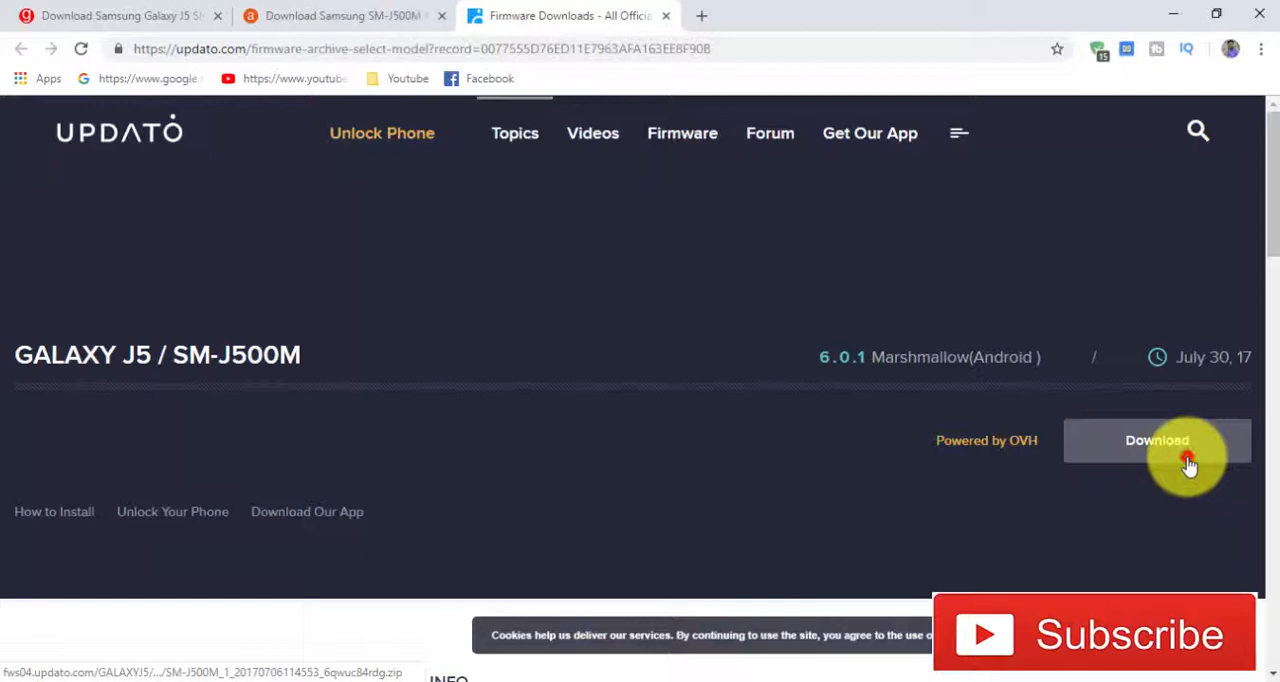 Download Samsung Galaxy J5 S
Download Samsung SM-J500M
Firmware Downloads - All Offici
https://updato.com/firmware-archive-select-model?record=0077555D76ED11E7963AFA163EE8F90B
15
Apps
https://www.google
https://www.youtube
Youtube
Facebook
UPDATO
Unlock Phone
Topics
Videos
Firmware
Forum
Get Our App
GALAXY J5 / SM-J500M
6.0.1 Marshmallow(Android ) / July 30, 17
Powered by OVH
Download
How to Install
Unlock Your Phone
Download Our App
Cookies help us deliver our services. By continuing to use the site, you agree to the use o
Subscribe
fws04.updato.com/GALAXYJ5/.../SM-J500M_1_20170706114553_6qwuc84rdg.zip
INFO